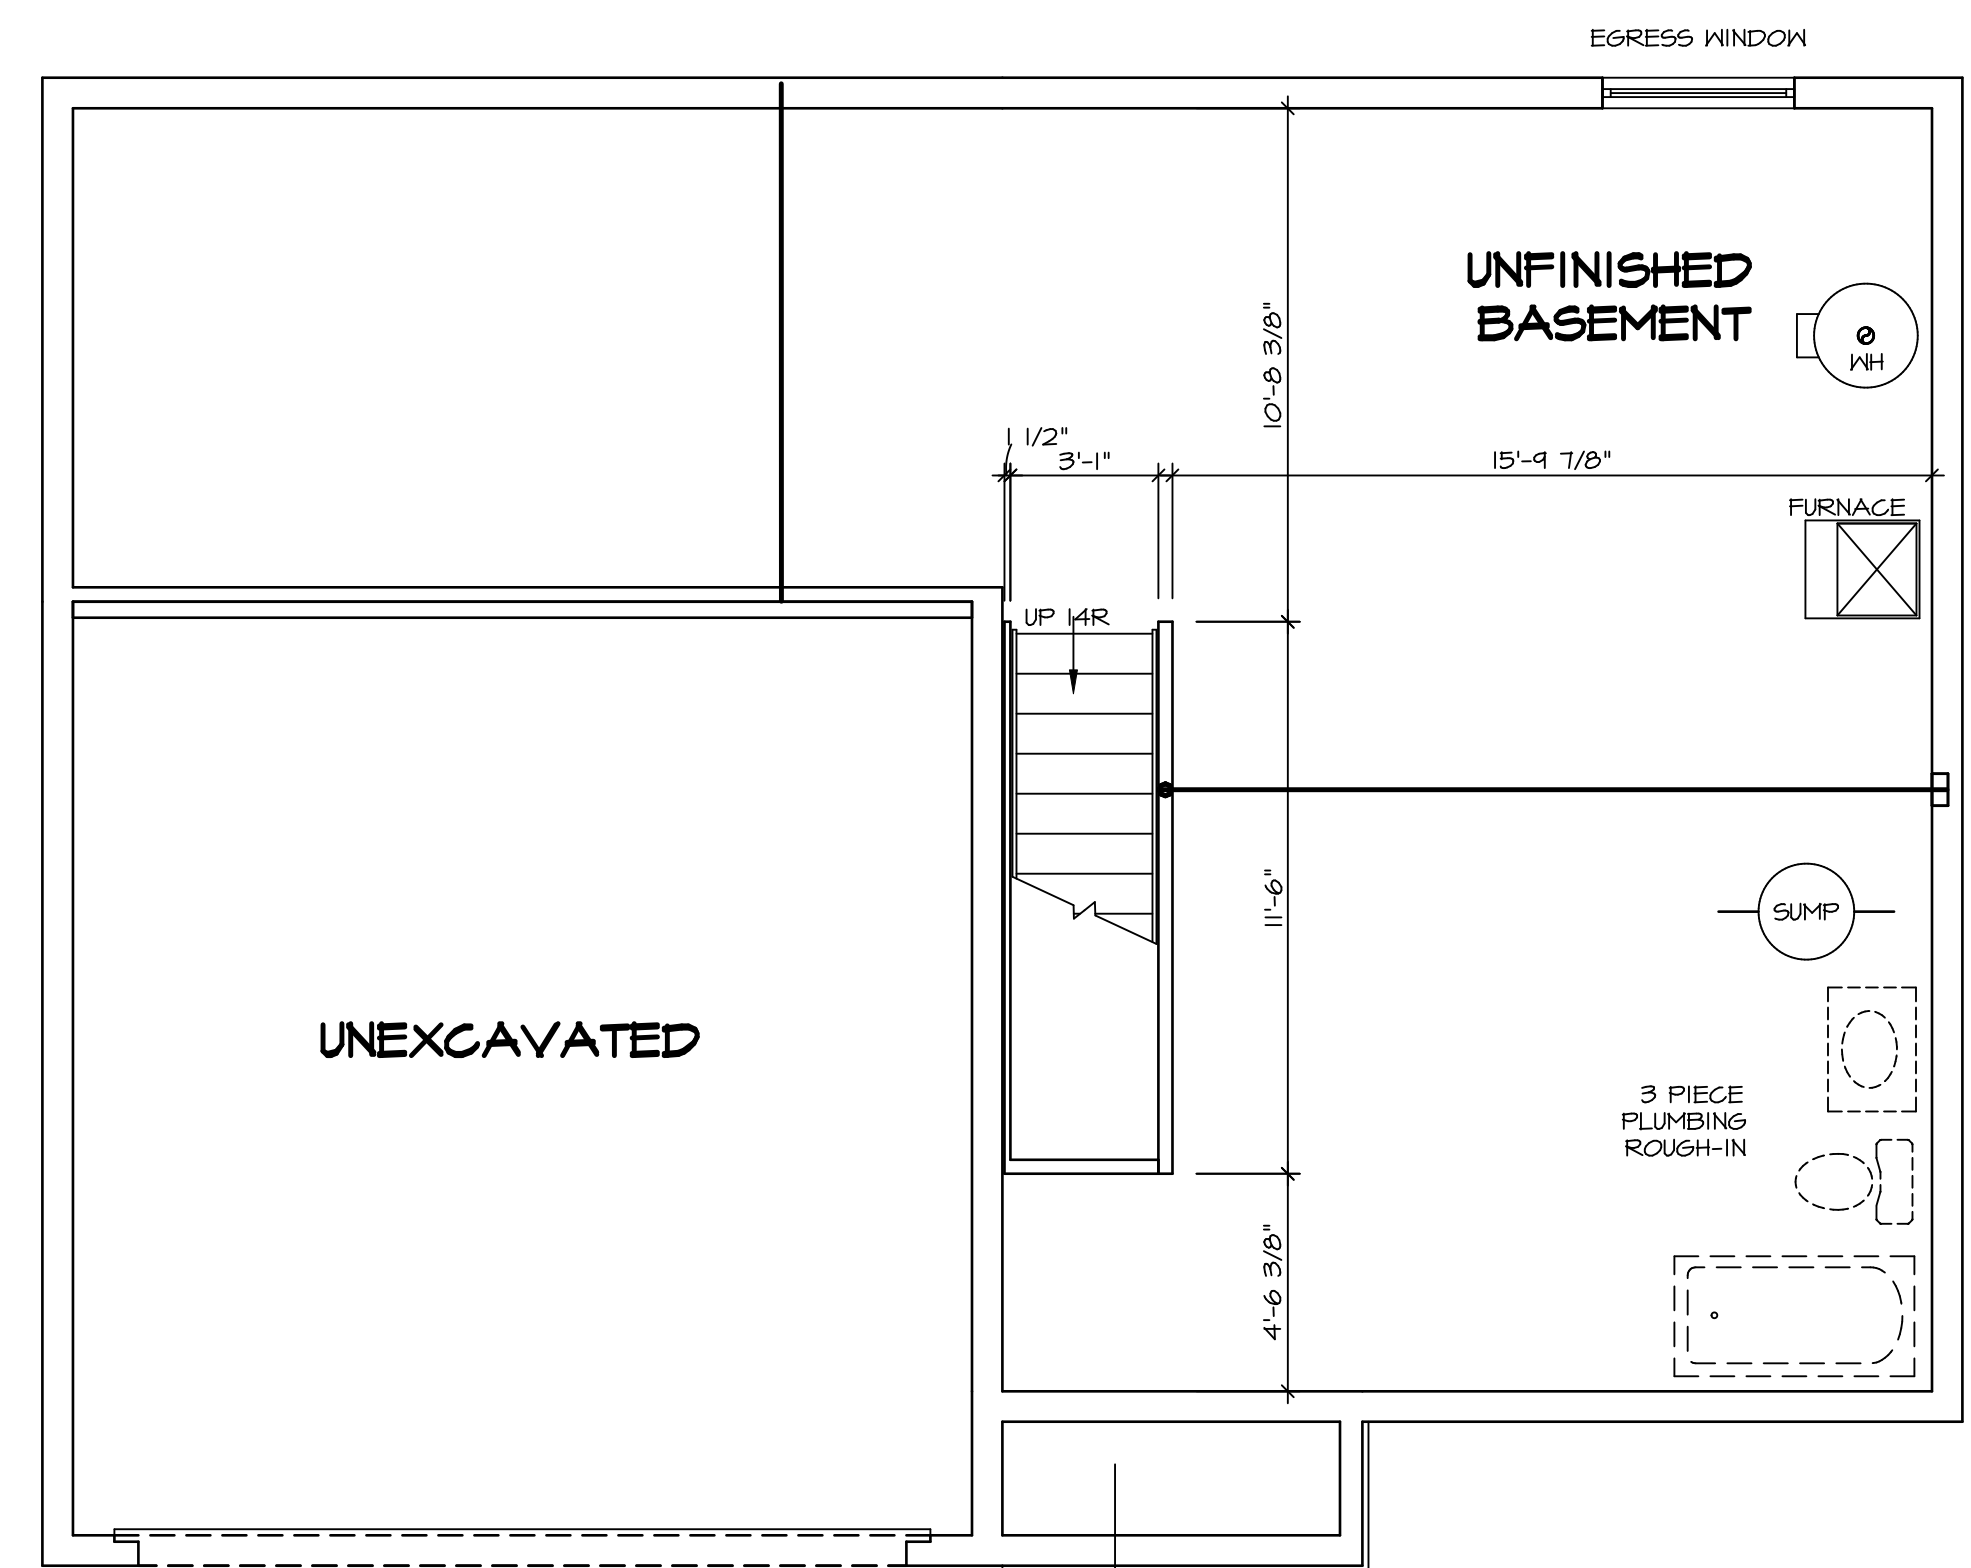 EGRESS WINDOW
UNFINISHED
BASEMENT
WH
10'-8 3/8"
1 1/2"
3'-1"
15'-9 7/8"
FURNACE
UP 14R
11'-6"
SUMP
UNEXCAVATED
3 PIECE
PLUMBING
ROUGH-IN
4'-6 3/8"